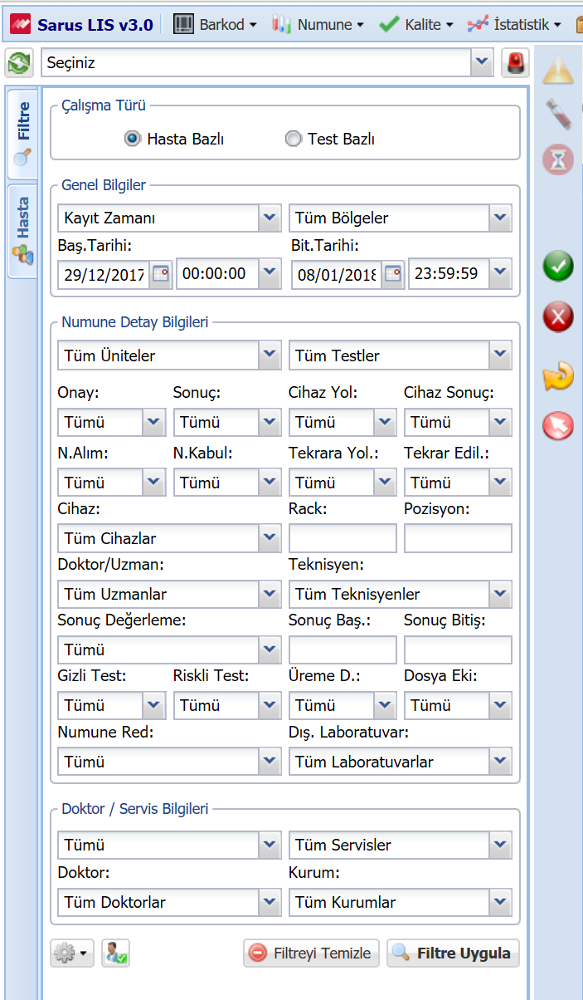 Sarus LIS v3.0 Barkod Numune Kalite İstatistik
Seçiniz
Filtre
Hasta
Çalışma Türü
Hasta Bazlı Test Bazlı
Genel Bilgiler
Kayıt Zamanı Tüm Bölgeler
Baş.Tarihi: Bit.Tarihi:
29/12/2017 00:00:00 08/01/2018 23:59:59
Numune Detay Bilgileri
Tüm Üniteler Tüm Testler
Onay: Sonuç: Cihaz Yol: Cihaz Sonuç:
Tümü Tümü Tümü Tümü
N.Alım: N.Kabul: Tekrara Yol.: Tekrar Edil.:
Tümü Tümü Tümü Tümü
Cihaz: Rack: Pozisyon:
Tüm Cihazlar
Doktor/Uzman: Teknisyen:
Tüm Uzmanlar Tüm Teknisyenler
Sonuç Değerleme: Sonuç Baş.: Sonuç Bitiş:
Tümü
Gizli Test: Riskli Test: Üreme D.: Dosya Eki:
Tümü Tümü Tümü Tümü
Numune Red: Dış. Laboratuvar:
Tümü Tüm Laboratuvarlar
Doktor / Servis Bilgileri
Tümü Tüm Servisler
Doktor: Kurum:
Tüm Doktorlar Tüm Kurumlar
Filtreyi Temizle Filtre Uygula